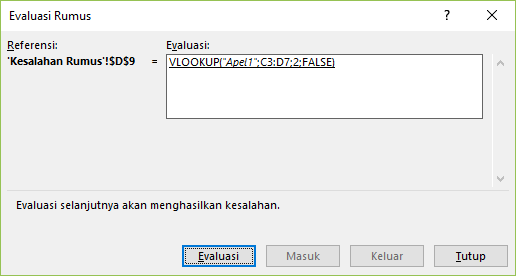 Evaluasi Rumus
Referensi:
Evaluasi:
'Kesalahan Rumus'!$D$9
=
VLOOKUP("Apel1";C3:D7;2;FALSE)
Evaluasi selanjutnya akan menghasilkan kesalahan.
Evaluasi
Masuk
Keluar
Tutup